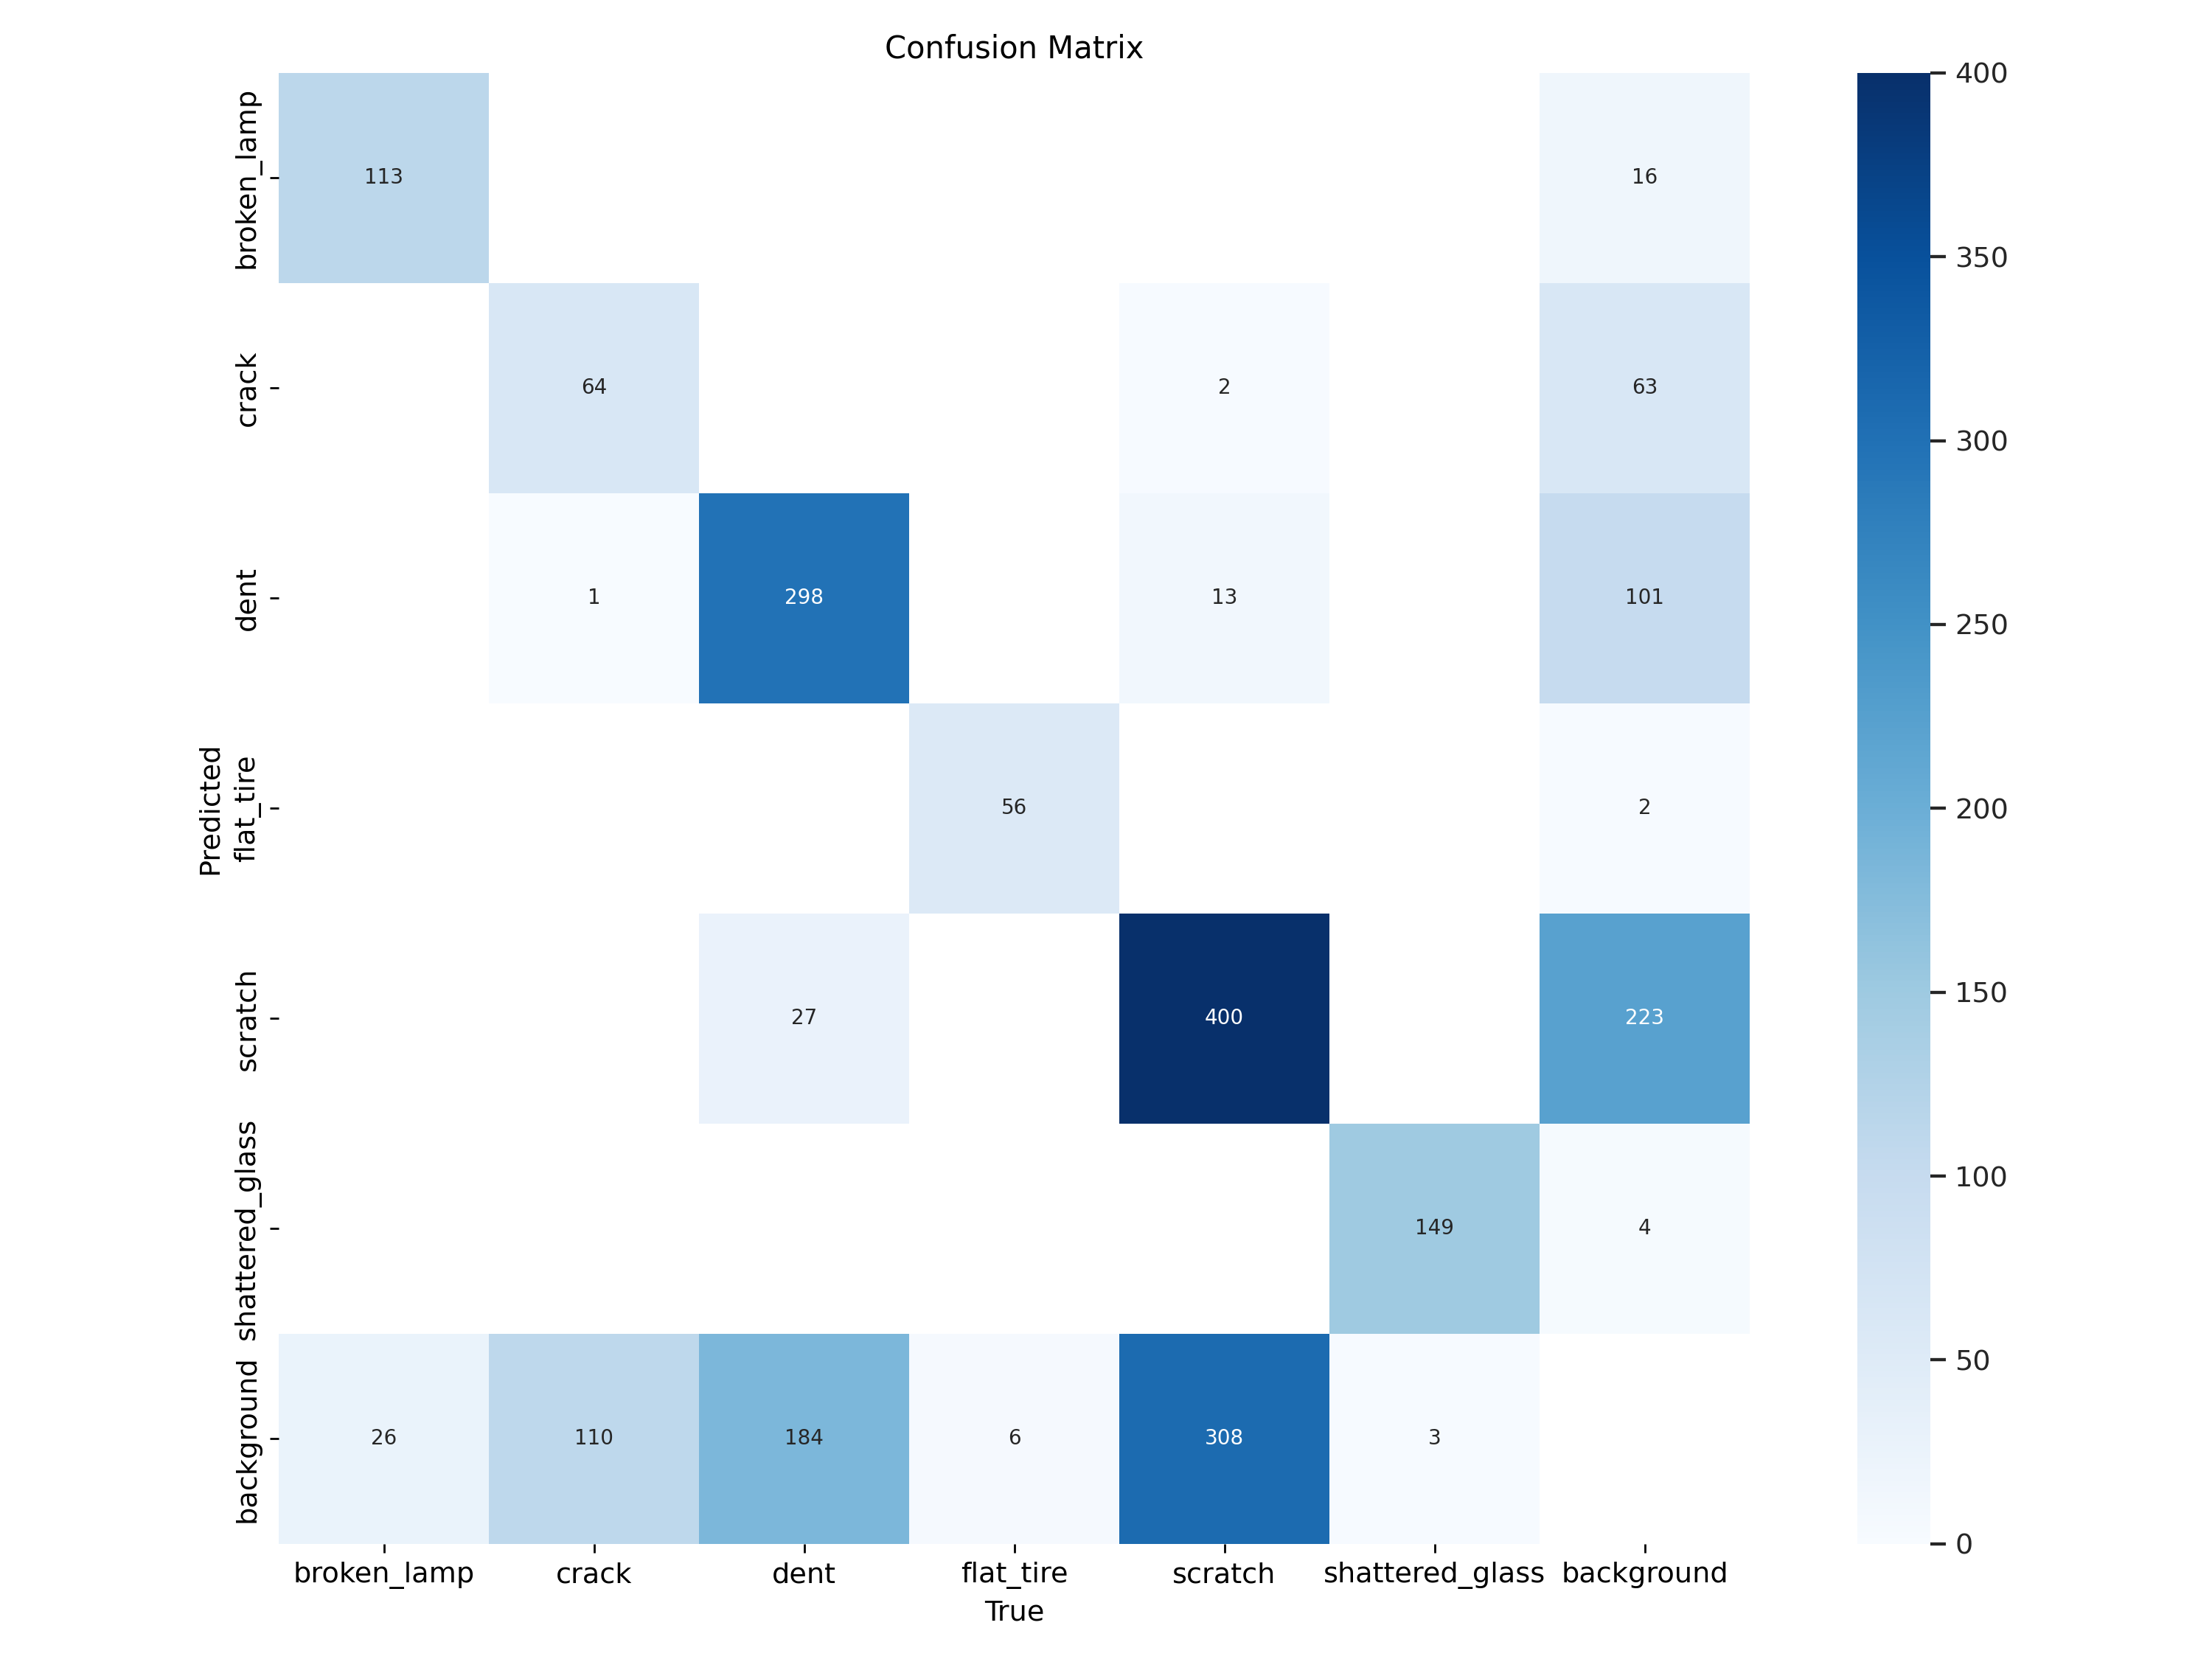 Confusion Matrix
broken_lamp
113
16
crack
64
2
63
dent
1
298
13
101
Predicted
flat_tire
56
2
scratch
27
400
223
shattered_glass
149
4
background
26
110
184
6
308
3
broken_lamp
crack
dent
flat_tire
scratch
shattered_glass
background
True
400
350
300
250
200
150
100
50
0